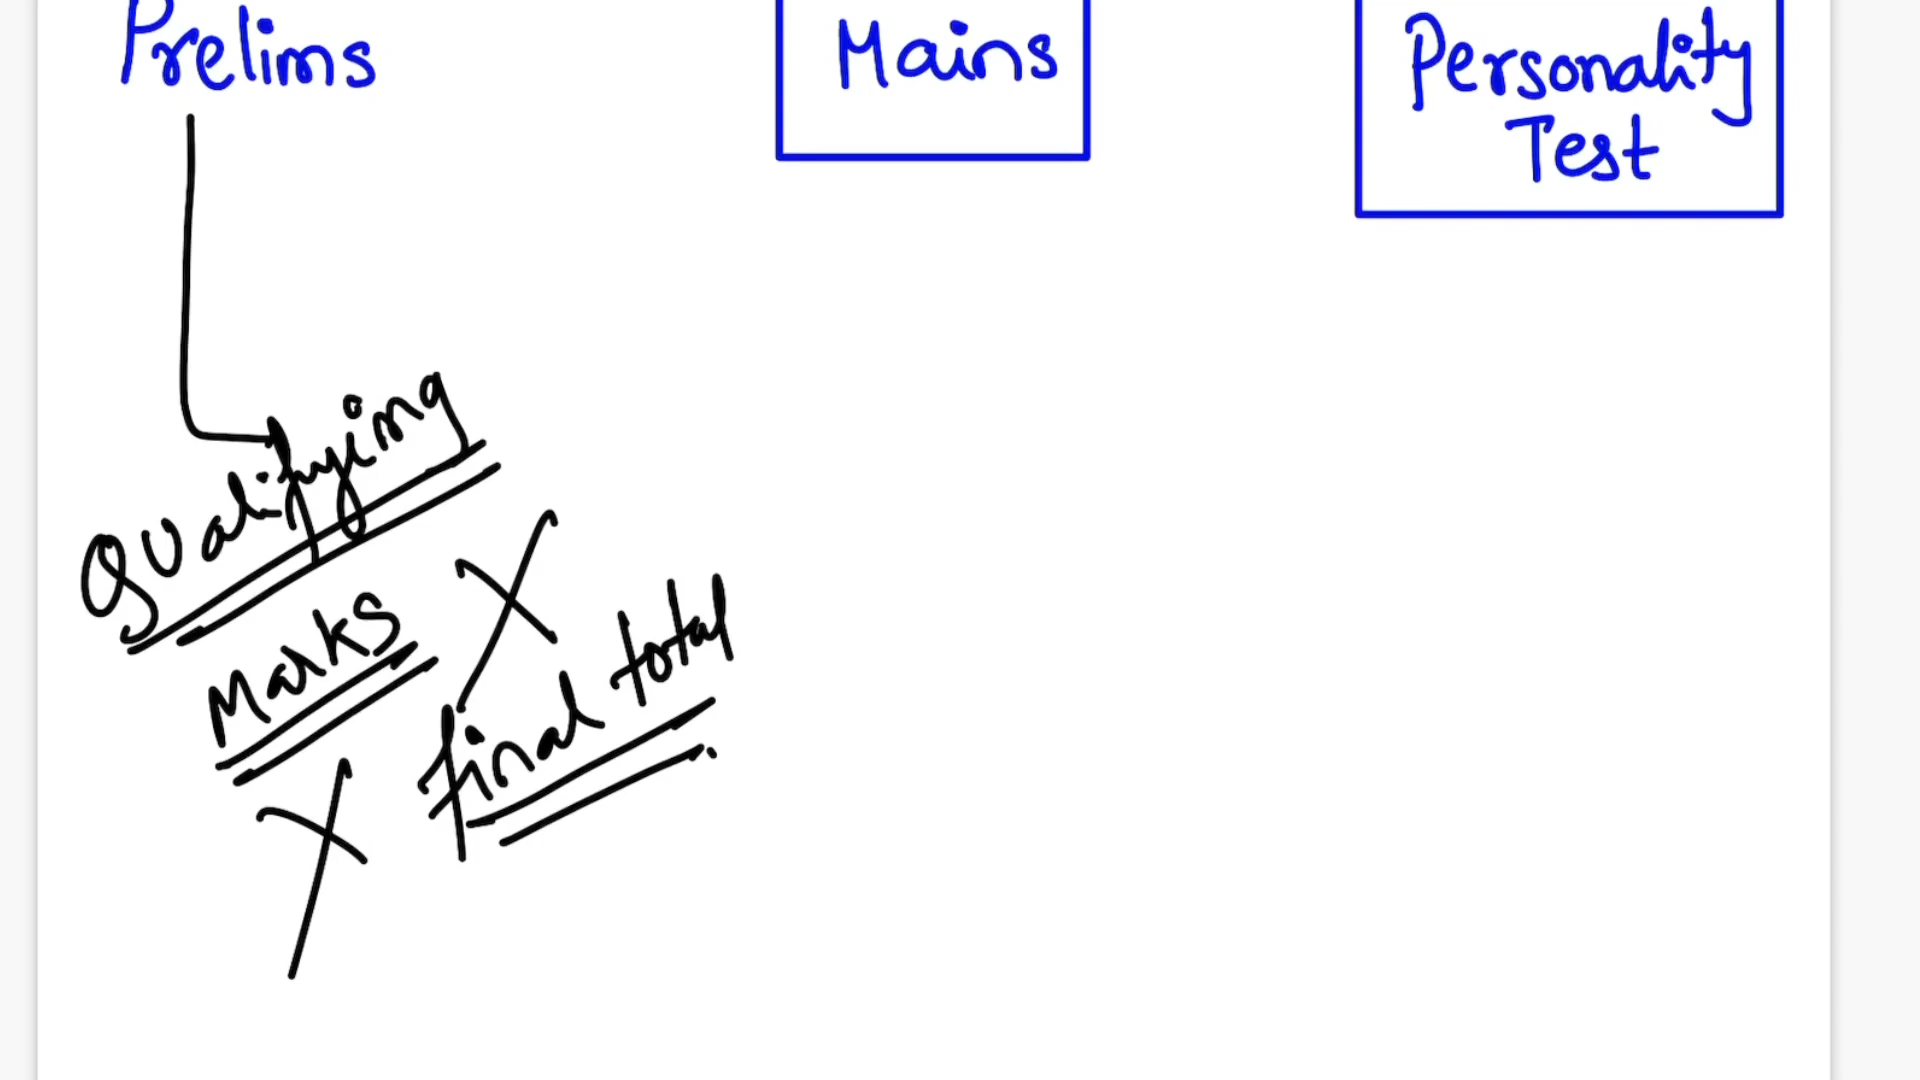 Prelims
Mains
Personality
Test
Qualifying
Marks X
final total
X